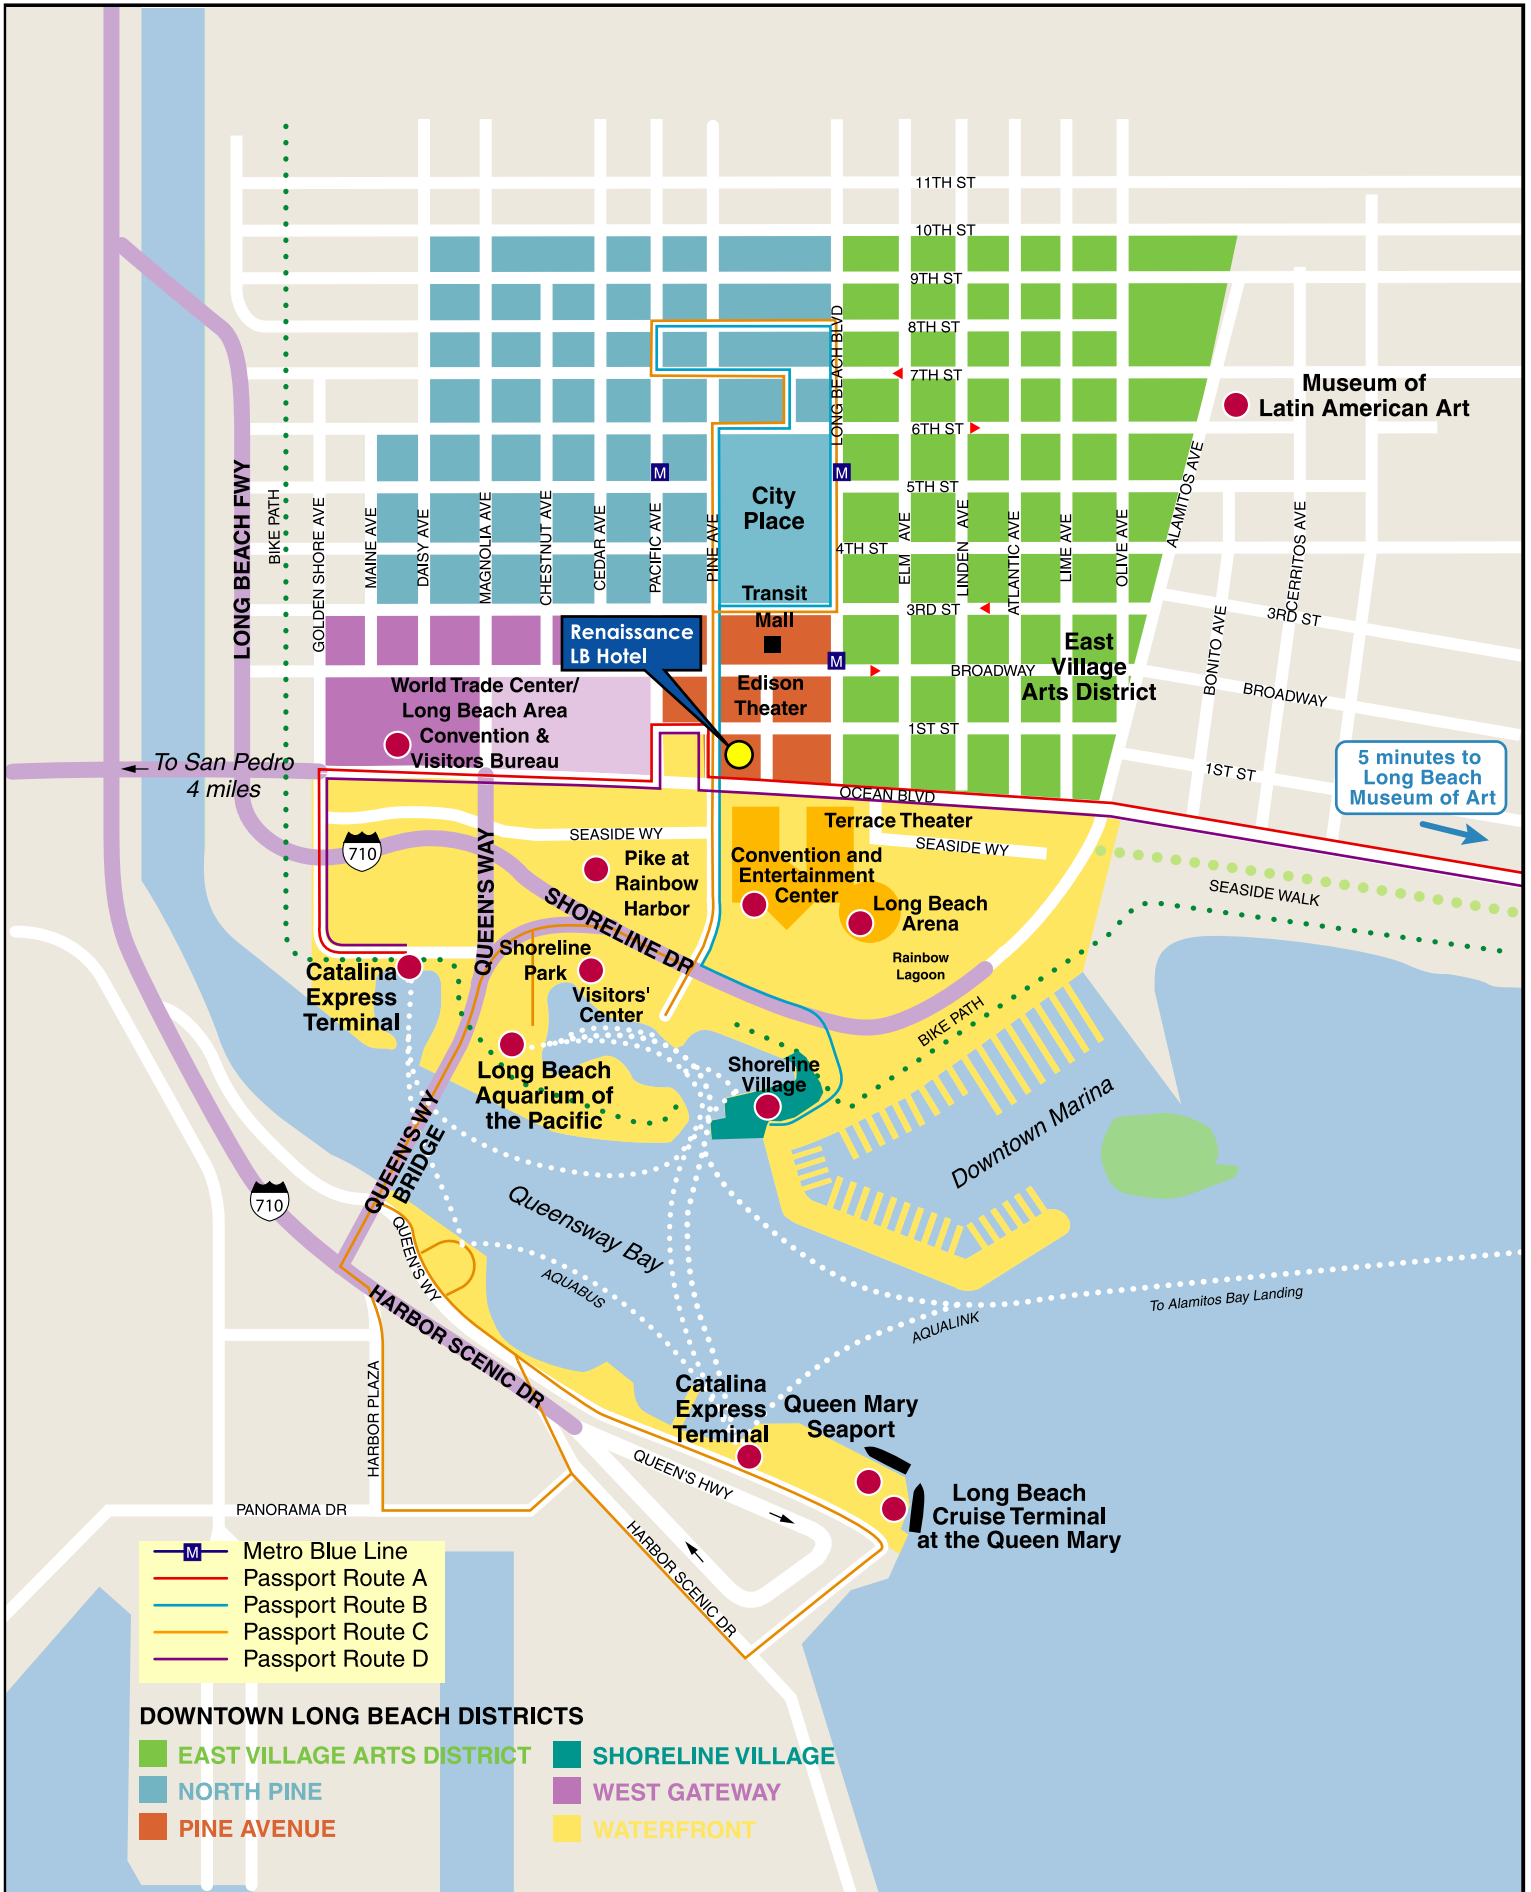 11TH ST
10TH ST
9TH ST
8TH ST
7TH ST
6TH ST
5TH ST
4TH ST
3RD ST
BROADWAY
1ST ST
LONG BEACH BLVD
Museum of
Latin American Art
LONG BEACH FWY
BIKE PATH
GOLDEN SHORE AVE
MAINE AVE
DAISY AVE
MAGNOLIA AVE
CHESTNUT AVE
CEDAR AVE
PACIFIC AVE
PINE AVE
ELM AVE
LINDEN AVE
ATLANTIC AVE
LIME AVE
OLIVE AVE
ALAMITOS AVE
BONITO AVE
CERRITOS AVE
3RD ST
BROADWAY
1ST ST
M
M
M
City
Place
Transit
Mall
Renaissance
LB Hotel
Edison
Theater
East
Village
Arts District
World Trade Center/
Long Beach Area
Convention &
Visitors Bureau
To San Pedro
4 miles
5 minutes to
Long Beach
Museum of Art
OCEAN BLVD
Terrace Theater
SEASIDE WY
SEASIDE WY
710
QUEEN'S WAY
Pike at
Rainbow
Harbor
Convention and
Entertainment
Center
Long Beach
Arena
SEASIDE WALK
SHORELINE DR
Shoreline
Park
Visitors'
Center
Rainbow
Lagoon
Catalina
Express
Terminal
BIKE PATH
Long Beach
Aquarium of
the Pacific
Shoreline
Village
Downtown Marina
QUEEN'S WY
BRIDGE
710
QUEEN'S WY
Queensway Bay
AQUABUS
AQUALINK
To Alamitos Bay Landing
HARBOR SCENIC DR
HARBOR PLAZA
Catalina
Express
Terminal
Queen Mary
Seaport
QUEEN'S HWY
Long Beach
Cruise Terminal
at the Queen Mary
PANORAMA DR
HARBOR SCENIC DR
M Metro Blue Line
Passport Route A
Passport Route B
Passport Route C
Passport Route D
DOWNTOWN LONG BEACH DISTRICTS
EAST VILLAGE ARTS DISTRICT
NORTH PINE
PINE AVENUE
SHORELINE VILLAGE
WEST GATEWAY
WATERFRONT